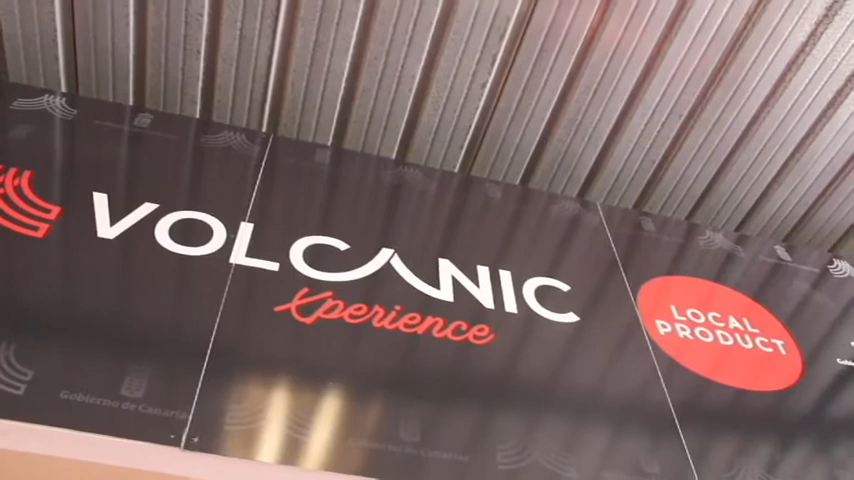 VOLCANIC
Xperience
LOCAL
PRODUCT
Gobierno de Canarias